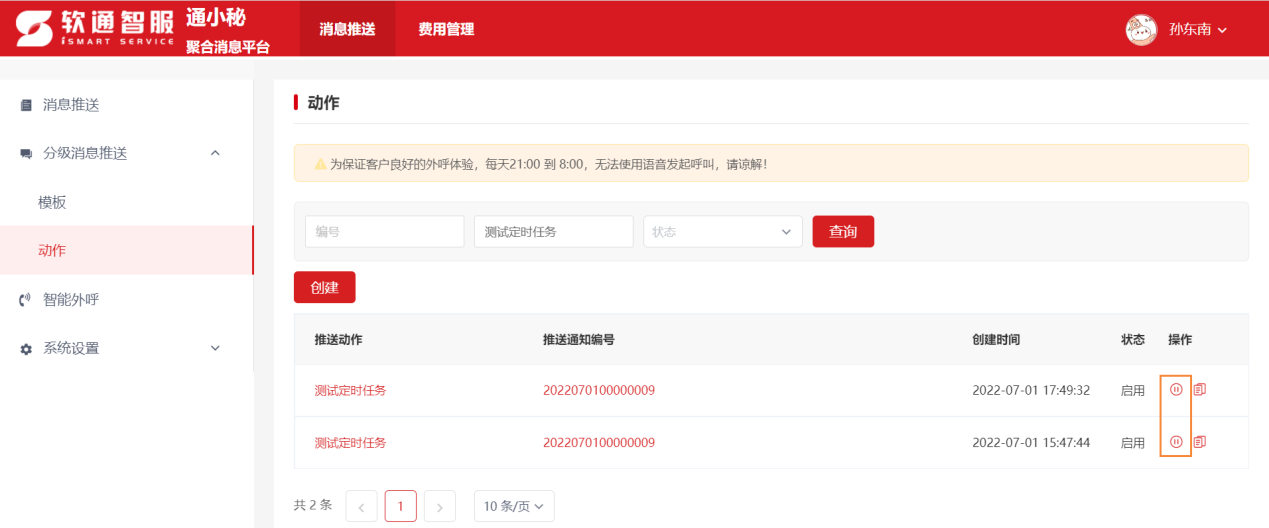 软通智服 通小秘 消息推送 费用管理 孙东南
iSMART SERVICE 聚合消息平台
消息推送
分级消息推送
模板
动作
智能外呼
系统设置
动作
为保证客户良好的外呼体验，每天21:00 到 8:00，无法使用语音发起呼叫，请谅解！
编号 测试定时任务 状态 查询
创建
推送动作 推送通知编号 创建时间 状态 操作
测试定时任务 2022070100000009 2022-07-01 17:49:32 启用
测试定时任务 2022070100000009 2022-07-01 15:47:44 启用
共 2 条 < 1 > 10 条/页